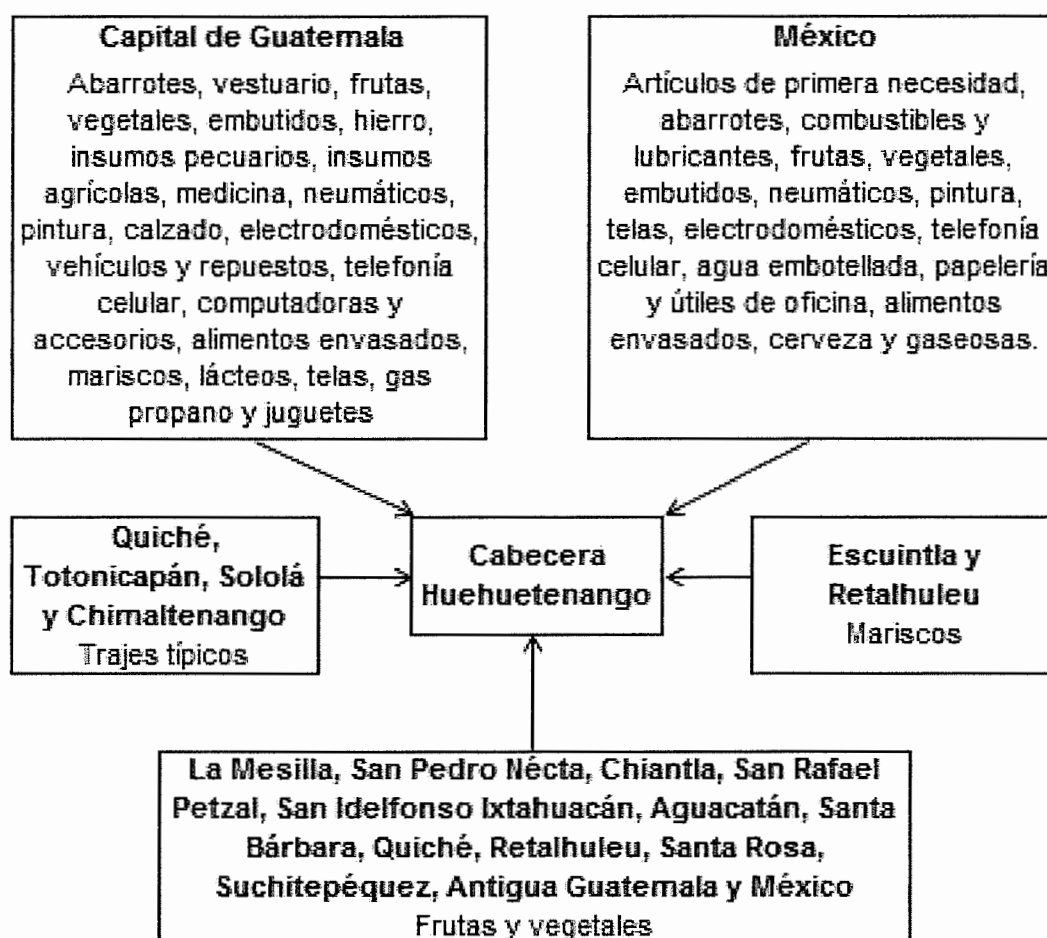 Capital de Guatemala
Abarrotes, vestuario, frutas,
vegetales, embutidos, hierro,
insumos pecuarios, insumos
agrícolas, medicina, neumáticos,
pintura, calzado, electrodomésticos,
vehículos y repuestos, telefonía
celular, computadoras y
accesorios, alimentos envasados,
mariscos, lácteos, telas, gas
propano y juguetes
México
Artículos de primera necesidad,
abarrotes, combustibles y
lubricantes, frutas, vegetales,
embutidos, neumáticos, pintura,
telas, electrodomésticos, telefonía
celular, agua embotellada, papelería
y útiles de oficina, alimentos
envasados, cerveza y gaseosas.
Quiché,
Totonicapán, Sololá
y Chimaltenango
Trajes típicos
Cabecera
Huehuetenango
Escuintla y
Retalhuleu
Mariscos
La Mesilla, San Pedro Nécta, Chiantla, San Rafael
Petzal, San Idelfonso Ixtahuacán, Aguacatán, Santa
Bárbara, Quiché, Retalhuleu, Santa Rosa,
Suchitepéquez, Antigua Guatemala y México
Frutas y vegetales